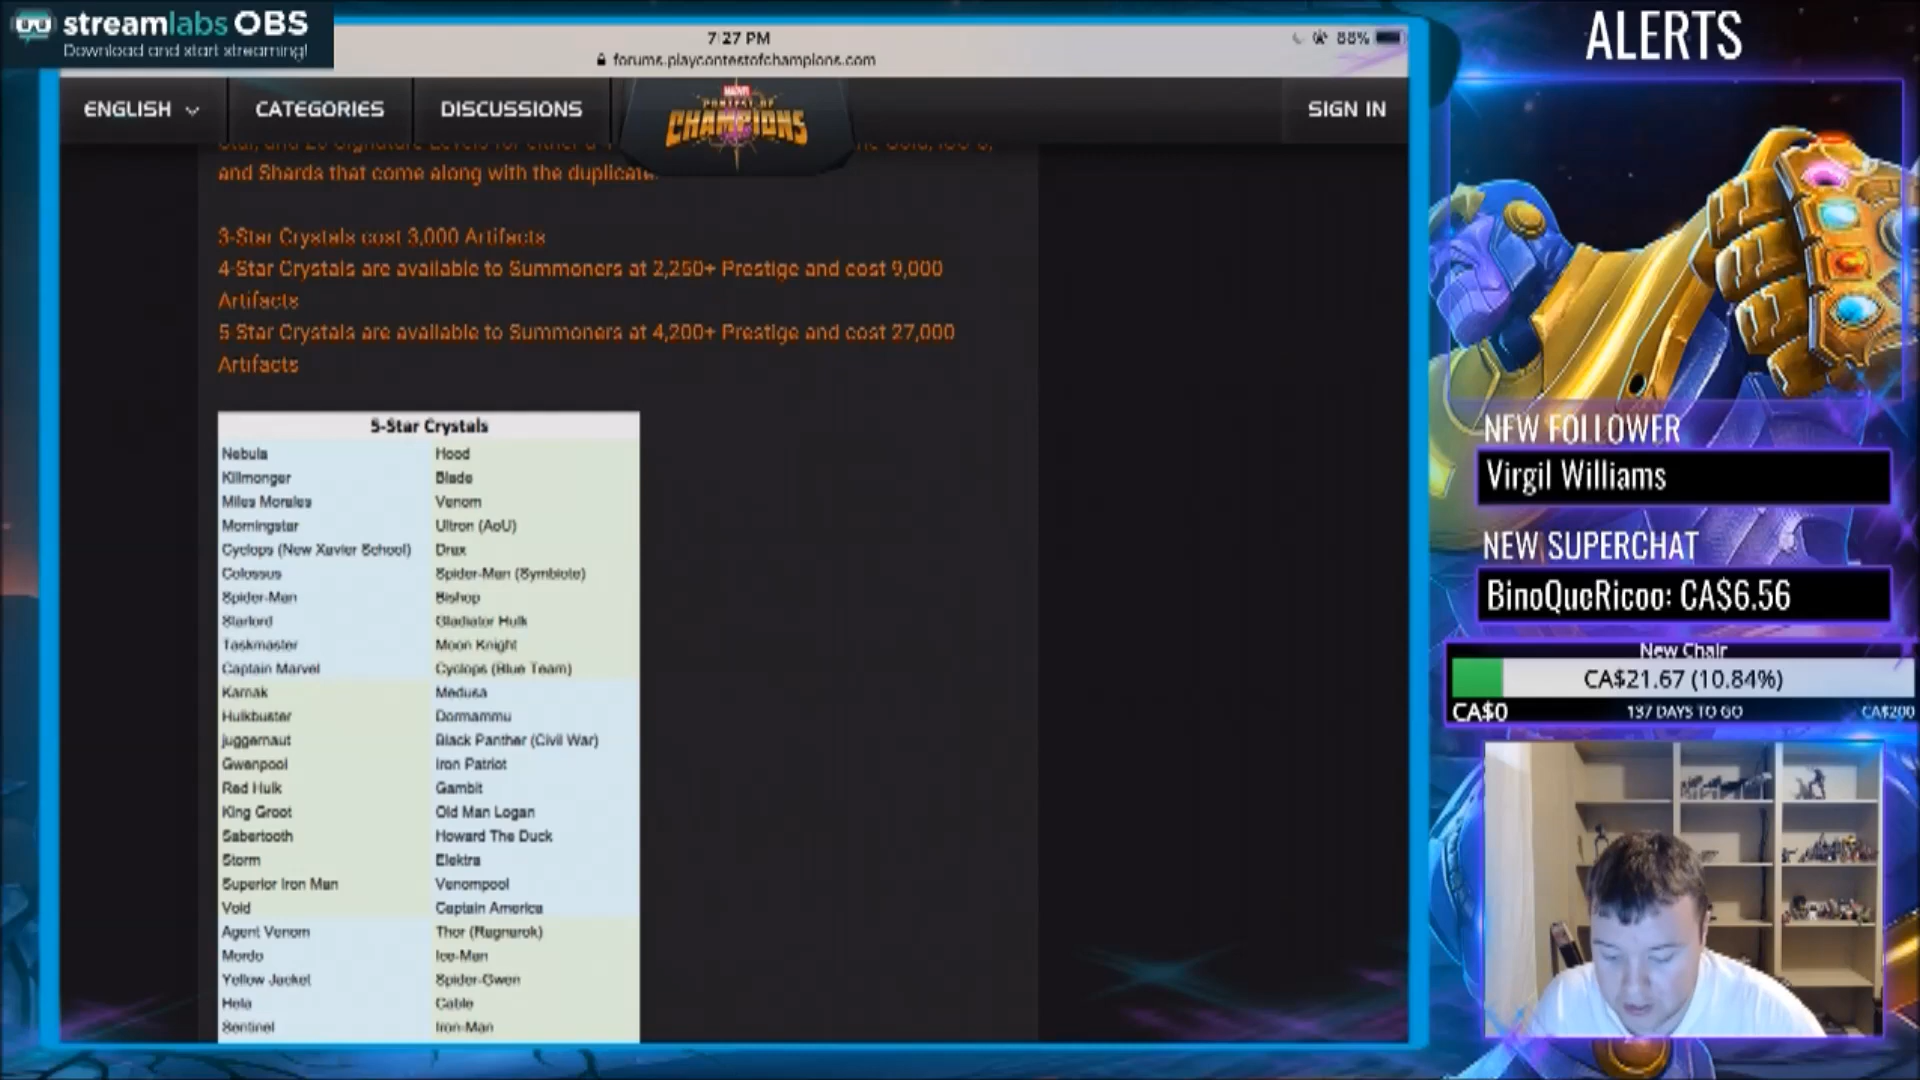 streamlabs OBS
Download and start streaming!
7:27 PM
88%
forums.playcontestofchampions.com
ENGLISH
CATEGORIES
DISCUSSIONS
MARVEL
CONTEST OF
CHAMPIONS
SIGN IN
and Shards that come along with the duplicate.
3-Star Crystals cost 3,000 Artifacts
4-Star Crystals are available to Summoners at 2,250+ Prestige and cost 9,000
Artifacts
5 Star Crystals are available to Summoners at 4,200+ Prestige and cost 27,000
Artifacts
5-Star Crystals
Nebula Hood
Killmonger Blade
Miles Morales Venom
Morningstar Ultron (AoU)
Cyclops (New Xavier School) Drax
Colossus Spider-Man (Symbiote)
Spider-Man Bishop
Starlord Gladiator Hulk
Taskmaster Moon Knight
Captain Marvel Cyclops (Blue Team)
Karnak Medusa
Hulkbuster Dormammu
juggernaut Black Panther (Civil War)
Gwenpool Iron Patriot
Red Hulk Gambit
King Groot Old Man Logan
Sabertooth Howard The Duck
Storm Elektra
Superior Iron Man Venompool
Void Captain America
Agent Venom Thor (Ragnarok)
Mordo Ice-Man
Yellow Jacket Spider-Gwen
Hela Cable
Sentinel Iron-Man
ALERTS
NEW FOLLOWER
Virgil Williams
NEW SUPERCHAT
BinoQueRicoo: CA$6.56
New Chair
CA$21.67 (10.84%)
CA$0 137 DAYS TO GO CA$200